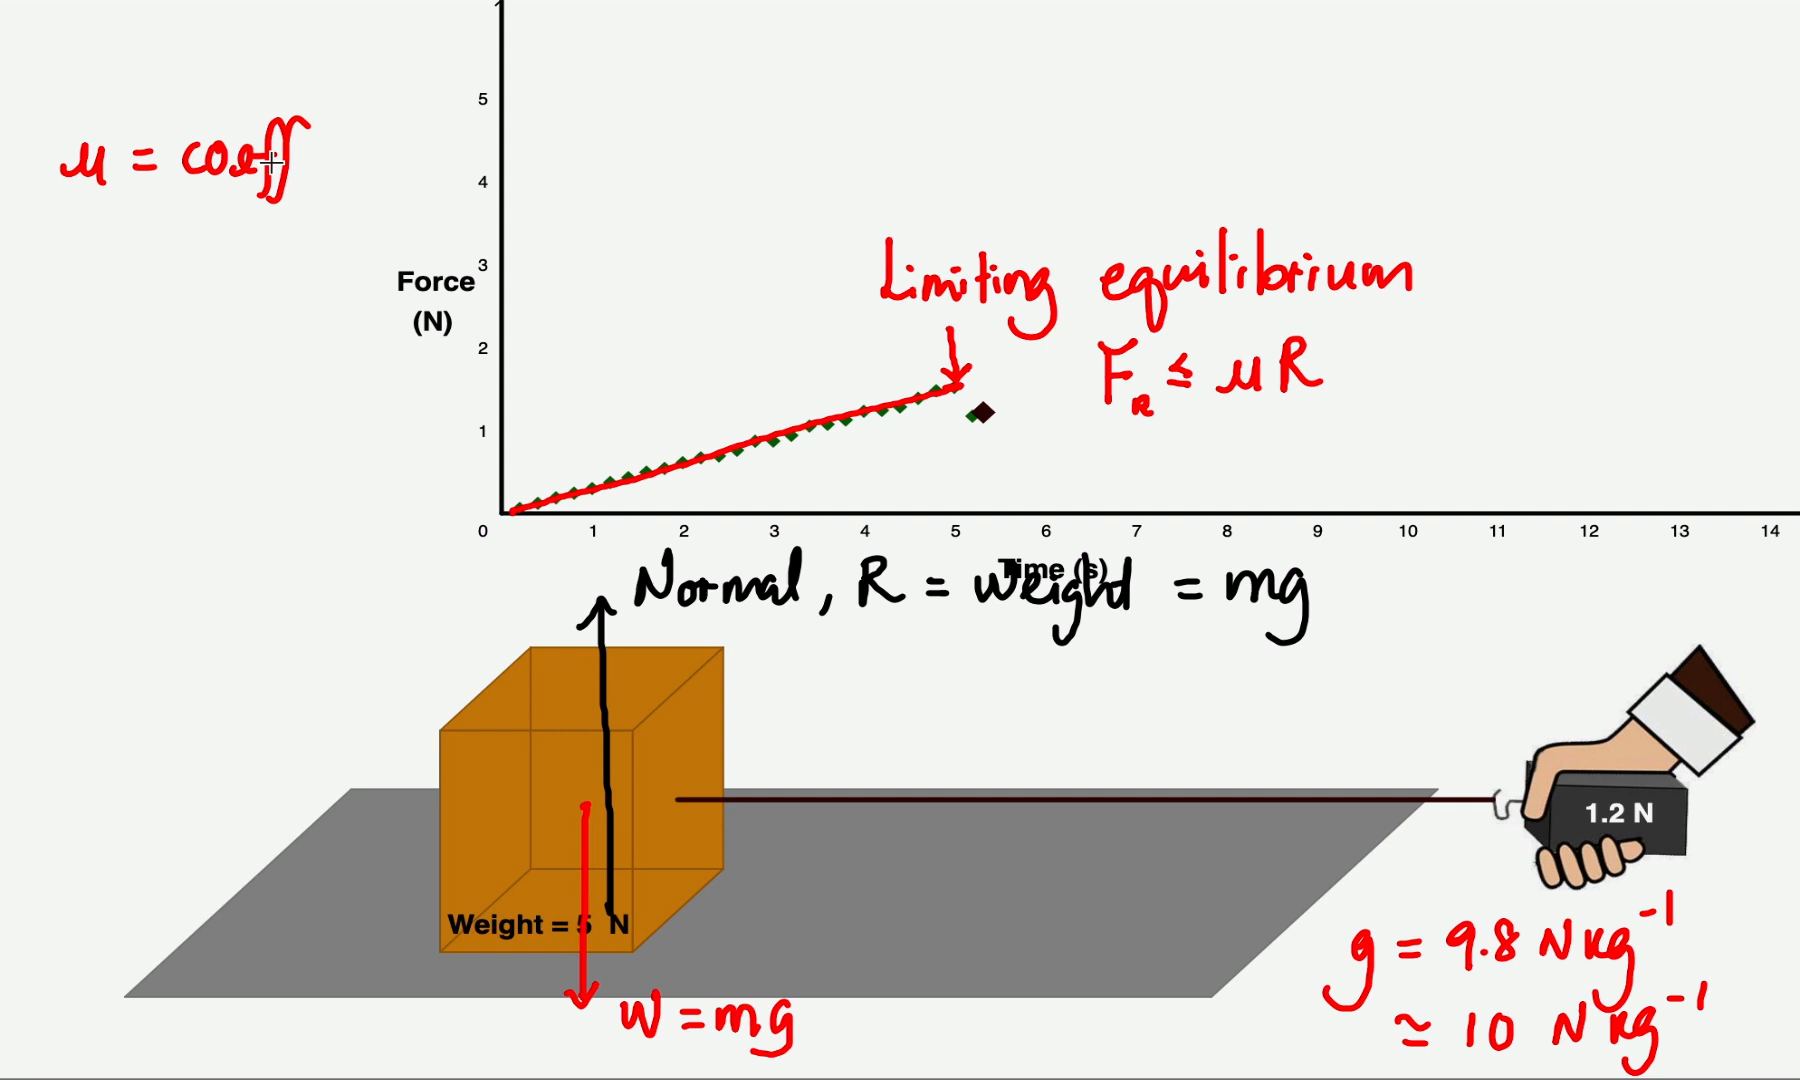 5
μ = coeff
4
Limiting equilibrium
3
Force
(N)
2
F_R ≤ μR
1
0 1 2 3 4 5 6 7 8 9 10 11 12 13 14
Time (s)
Normal, R = weight = mg
1.2 N
Weight = 5 N
g = 9.8 N kg⁻¹
W = mg
≃ 10 N kg⁻¹